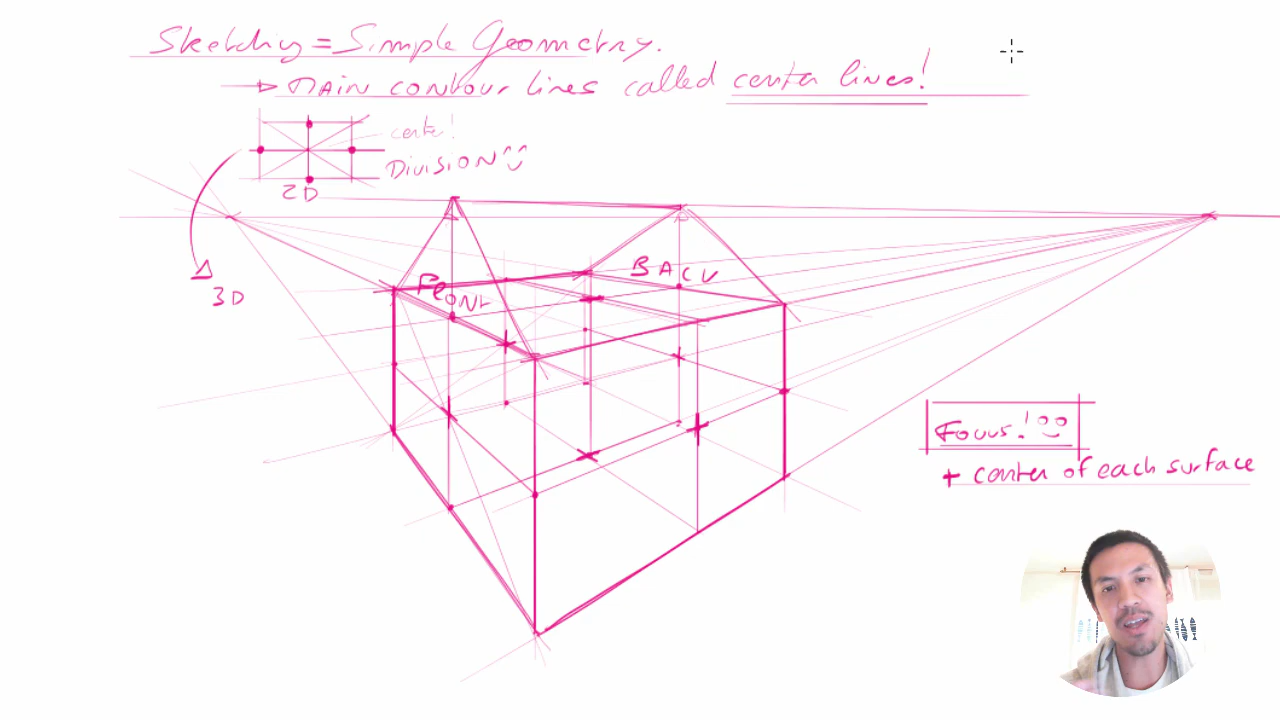 Sketching = Simple Geometry.
→ MAIN contour lines called center lines!
center!
DIVISION
2D
3D
FRONT
BACK
Focus!
+ center of each surface